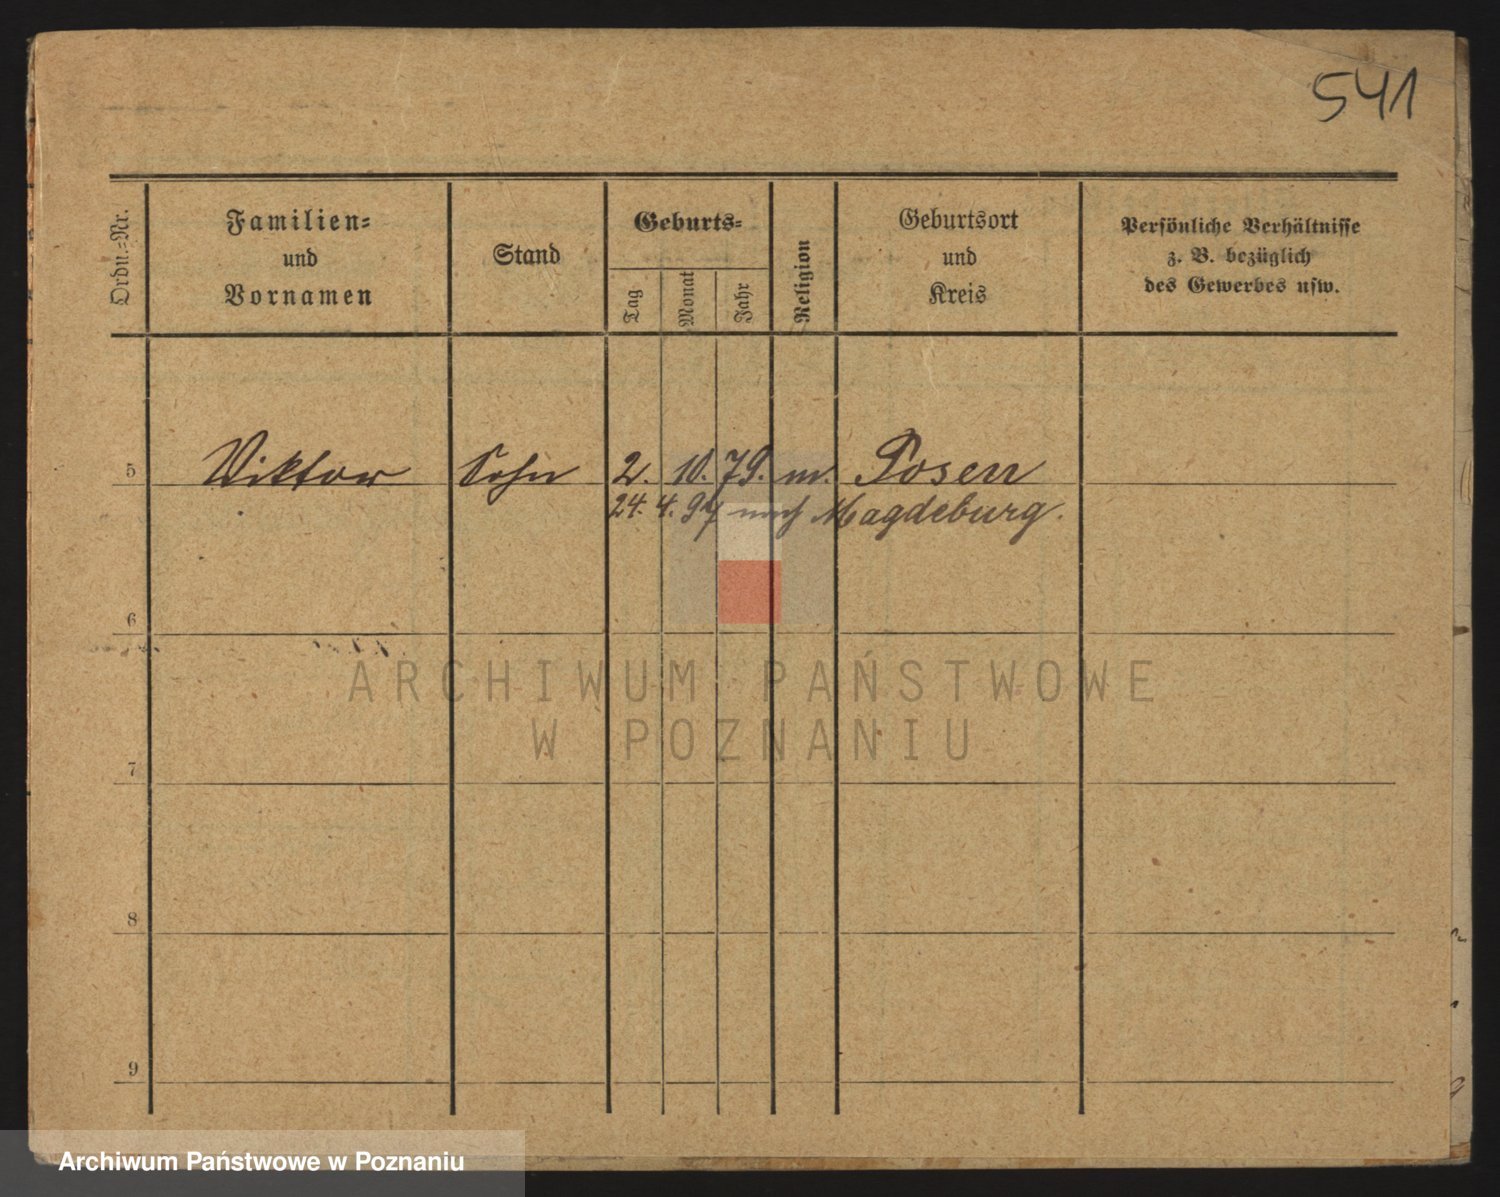 541
Ordn.-Nr.
Familien-
und
Vornamen
Stand
Geburts-
Tag
Monat
Jahr
Religion
Geburtsort
und
Kreis
Persönliche Verhältnisse
z. B. bezüglich
des Gewerbes usw.
5 Viktor Sohn 2. 10. 79. m. Posen
24. 4. 97 nach Magdeburg.
6
ARCHIWUM PAŃSTWOWE
W POZNANIU
7
8
9
Archiwum Państwowe w Poznaniu